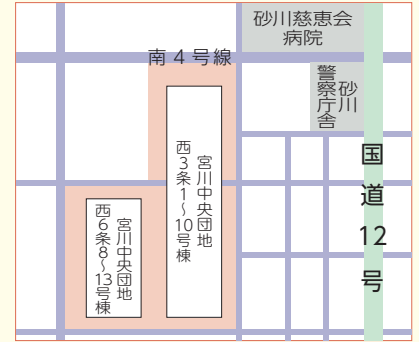 砂川慈恵会
病院
南4号線
砂川
警察庁舎
国道12号
宮川中央団地
西3条1〜10号棟
宮川中央団地
西6条8〜13号棟